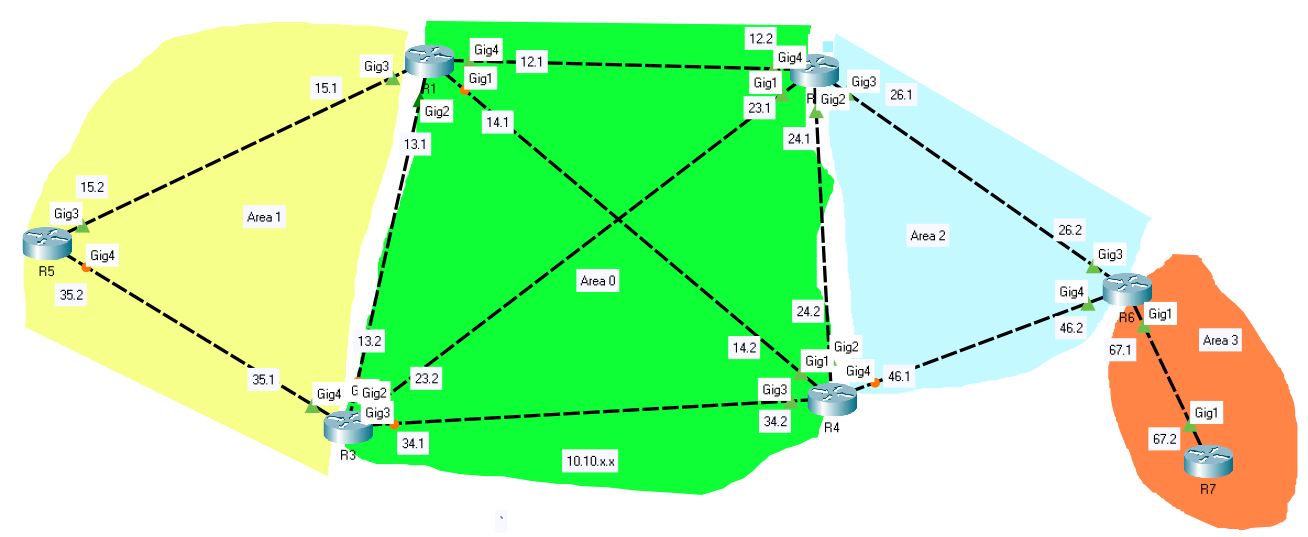 12.2
Gig4
Gig4
12.1
Gig3
R1
Gig1
Gig1
Gig3
15.1
Gig2
R
Gig2
26.1
23.1
14.1
24.1
13.1
15.2
Gig3
Area 1
26.2
Area 2
Gig4
R5
Gig3
35.2
Area 0
Gig4
24.2
R6
Gig1
46.2
13.2
Area 3
14.2
Gig2
67.1
35.1
23.2
Gig1
Gig4
46.1
Gig4
G
Gig2
Gig3
Gig3
Gig1
R3
34.1
34.2
R4
67.2
10.10.x.x
R7
`